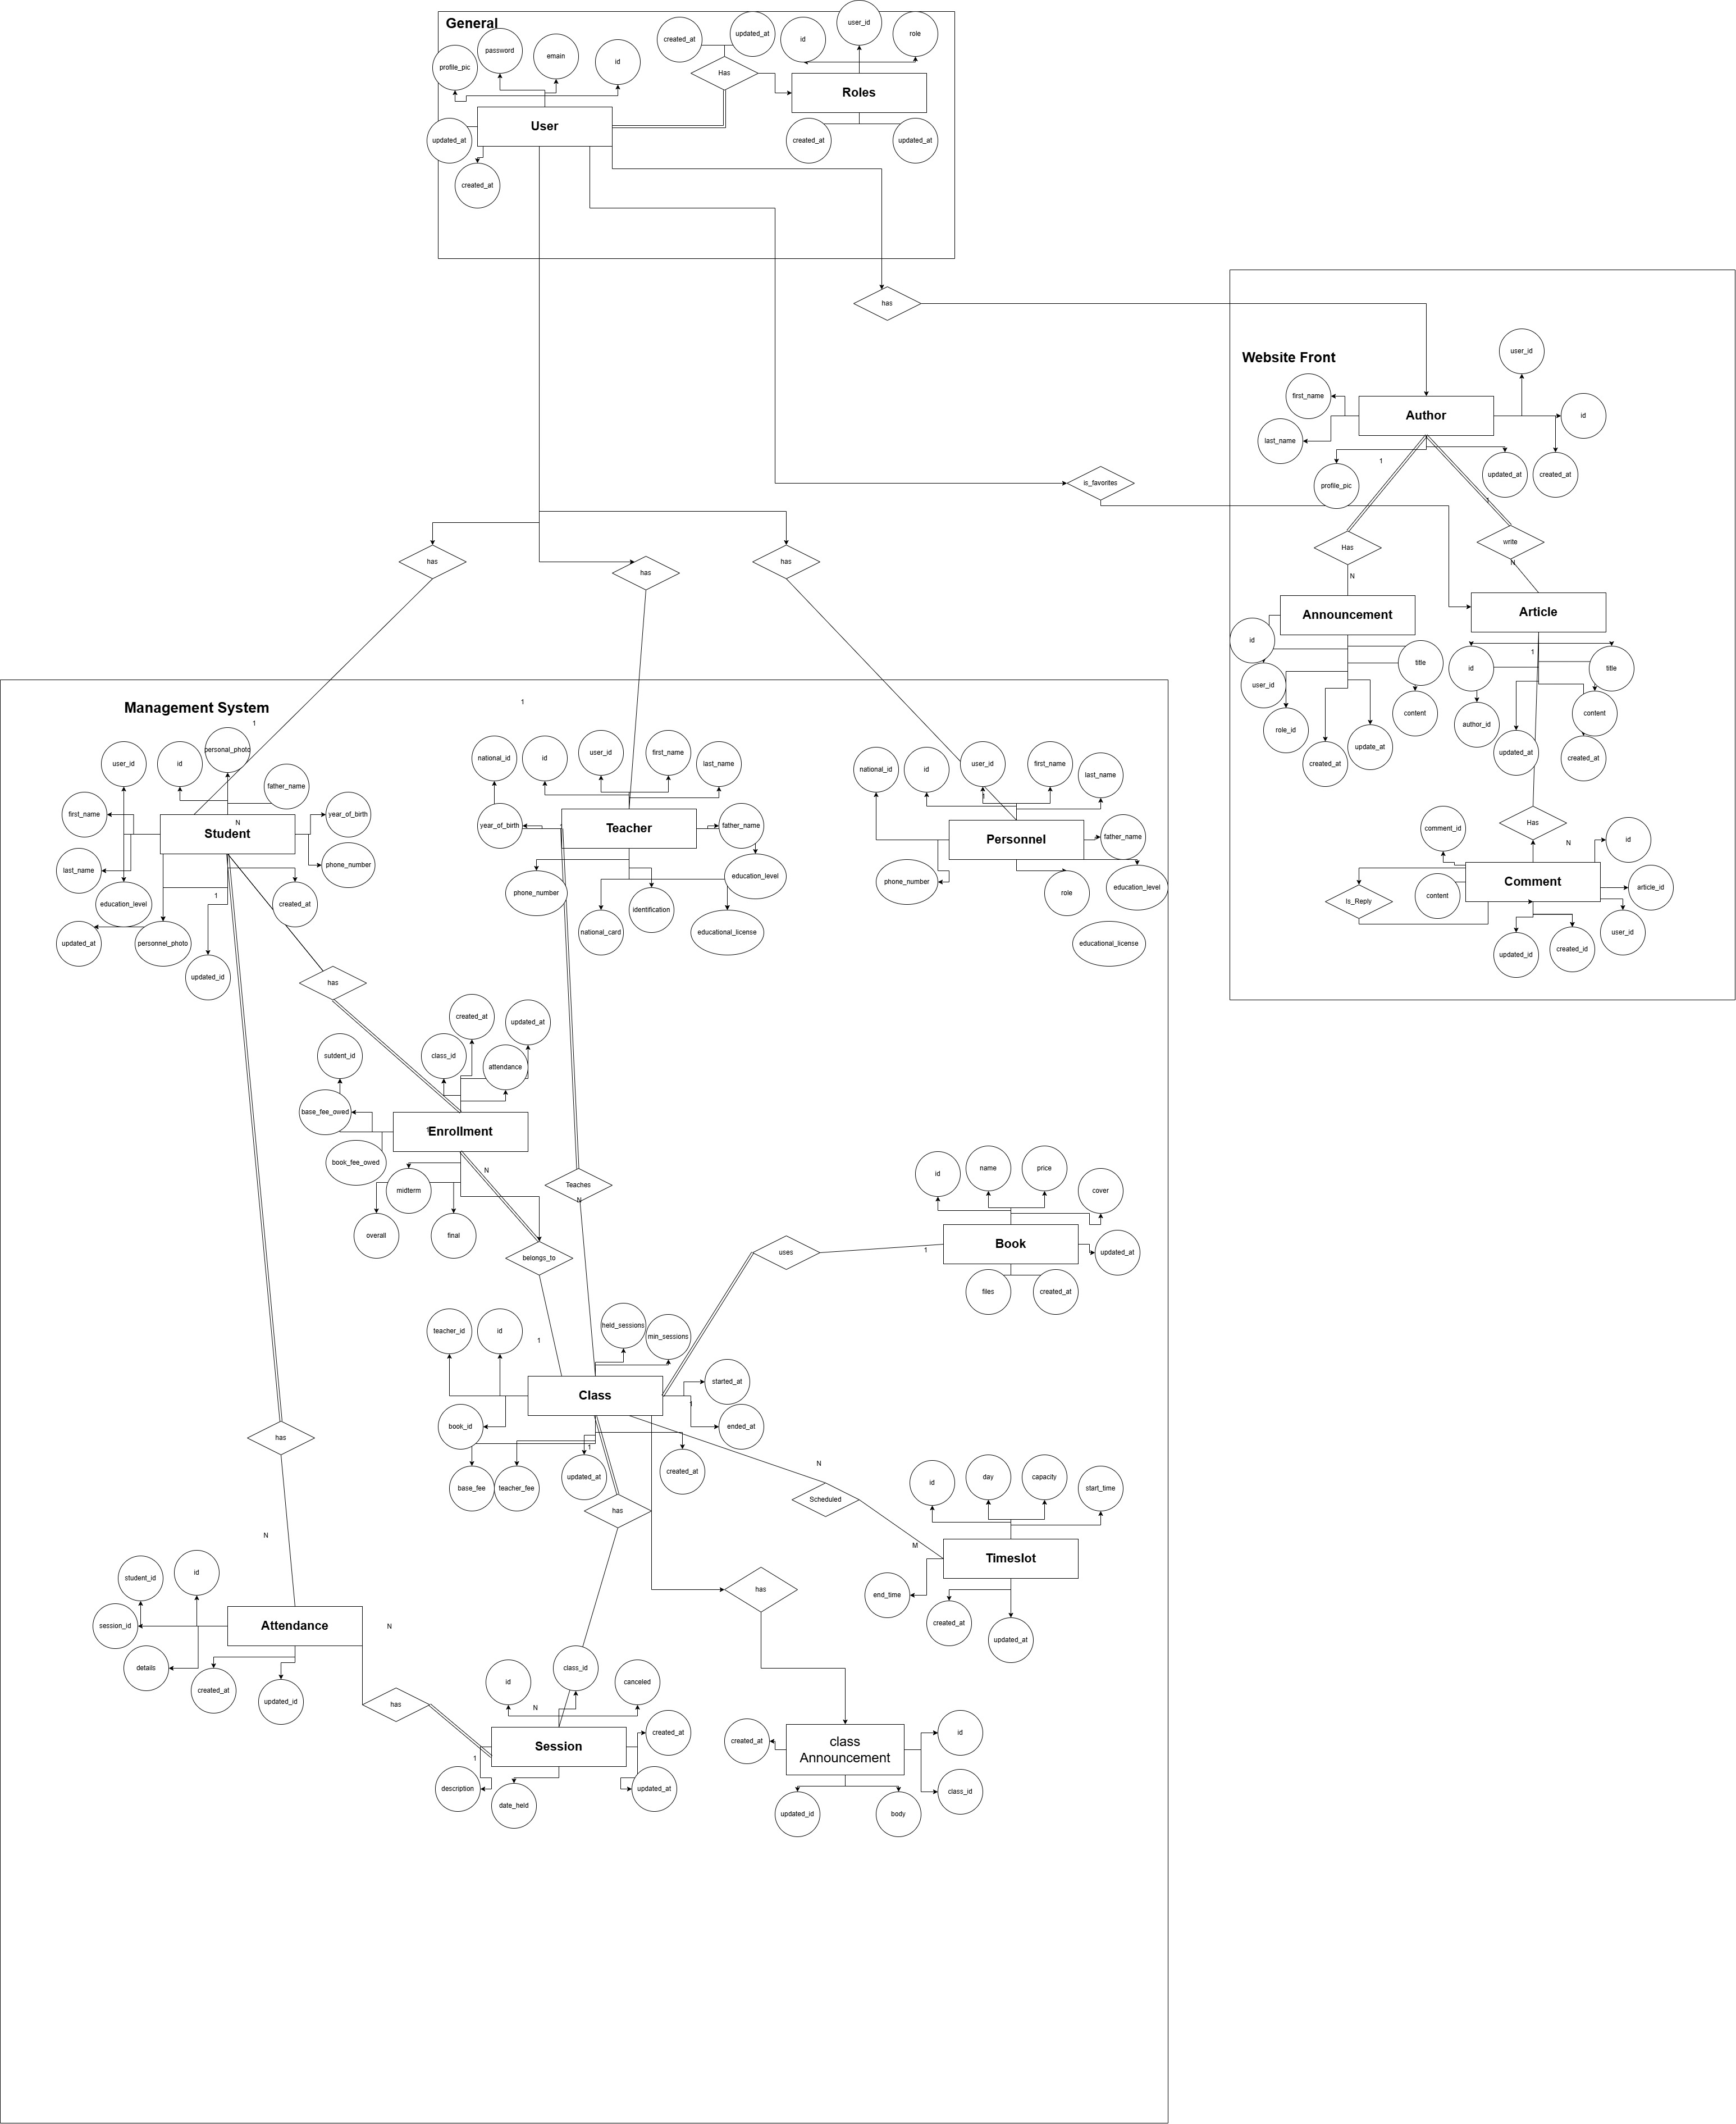 General
created_at
updated_at
id
user_id
role
profile_pic
password
emain
id
Has
Roles
User
updated_at
created_at
created_at
updated_at
has
Website Front
user_id
first_name
Author
id
last_name
1
profile_pic
updated_at
created_at
is_favorites
1
Has
write
N
N
has
has
has
Announcement
Article
id
1
title
id
title
user_id
role_id
created_at
update_at
content
author_id
updated_at
content
created_at
Has
comment_id
N
id
Comment
Is_Reply
content
article_id
updated_id
created_id
user_id
Management System
1
1
user_id
id
personal_photo
father_name
first_name
N
Student
year_of_birth
last_name
phone_number
education_level
1
created_at
updated_at
personnel_photo
updated_id
national_id
id
user_id
first_name
last_name
1
year_of_birth
Teacher
father_name
phone_number
education_level
national_card
identification
educational_license
national_id
id
user_id
first_name
last_name
1
Personnel
father_name
phone_number
role
education_level
educational_license
has
created_at
updated_at
sutdent_id
class_id
attendance
base_fee_owed
1
Enrollment
book_fee_owed
N
midterm
overall
final
Teaches
N
belongs_to
id
name
price
cover
uses
1
Book
updated_at
files
created_at
teacher_id
id
1
held_sessions
min_sessions
started_at
Class
1
book_id
ended_at
1
base_fee
teacher_fee
updated_at
created_at
has
has
N
Scheduled
M
id
day
capacity
start_time
Timeslot
end_time
created_at
updated_at
N
student_id
id
session_id
Attendance
N
details
created_at
updated_id
has
has
id
class_id
canceled
N
Session
created_at
1
description
date_held
updated_at
created_at
class
Announcement
id
class_id
updated_id
body